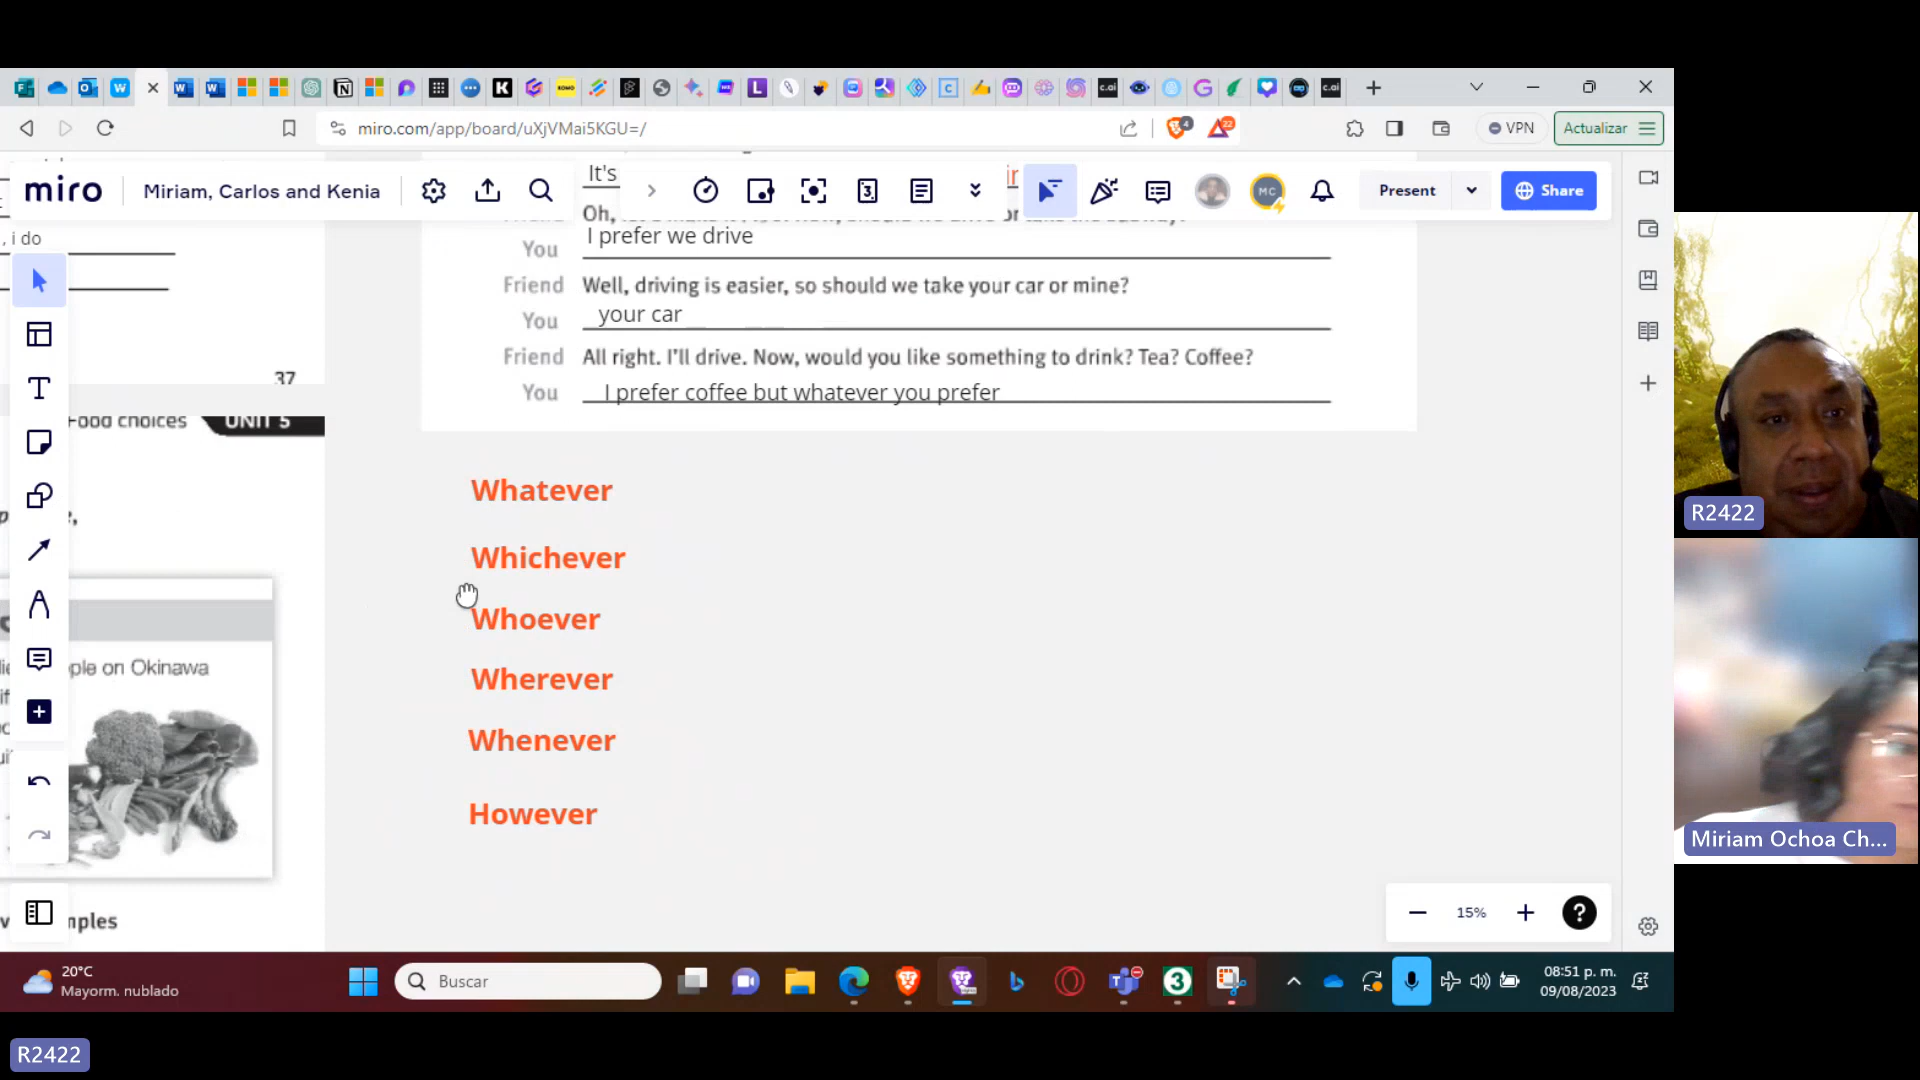 miro.com/app/board/uXjVMai5KGU=/
VPN
Actualizar
miro
Miriam, Carlos and Kenia
It's
MC
Present
Share
, i do
You
I prefer we drive
Friend Well, driving is easier, so should we take your car or mine?
You your car
Friend All right. I'll drive. Now, would you like something to drink? Tea? Coffee?
You I prefer coffee but whatever you prefer
37
Food choices UNIT 5
ple on Okinawa
Whatever
Whichever
Whoever
Wherever
Whenever
However
15%
20°C
Mayorm. nublado
Buscar
08:51 p. m.
09/08/2023
R2422
Miriam Ochoa Ch...
R2422